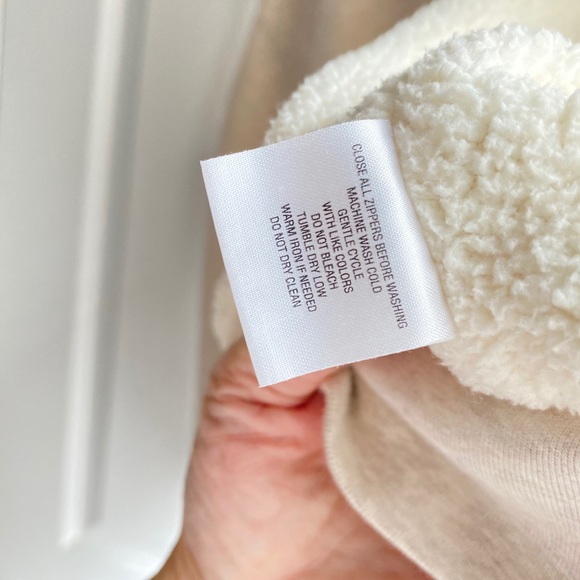 CLOSE ALL ZIPPERS BEFORE WASHING
MACHINE WASH COLD
GENTLE CYCLE
WITH LIKE COLORS
DO NOT BLEACH
TUMBLE DRY LOW
WARM IRON IF NEEDED
DO NOT DRY CLEAN